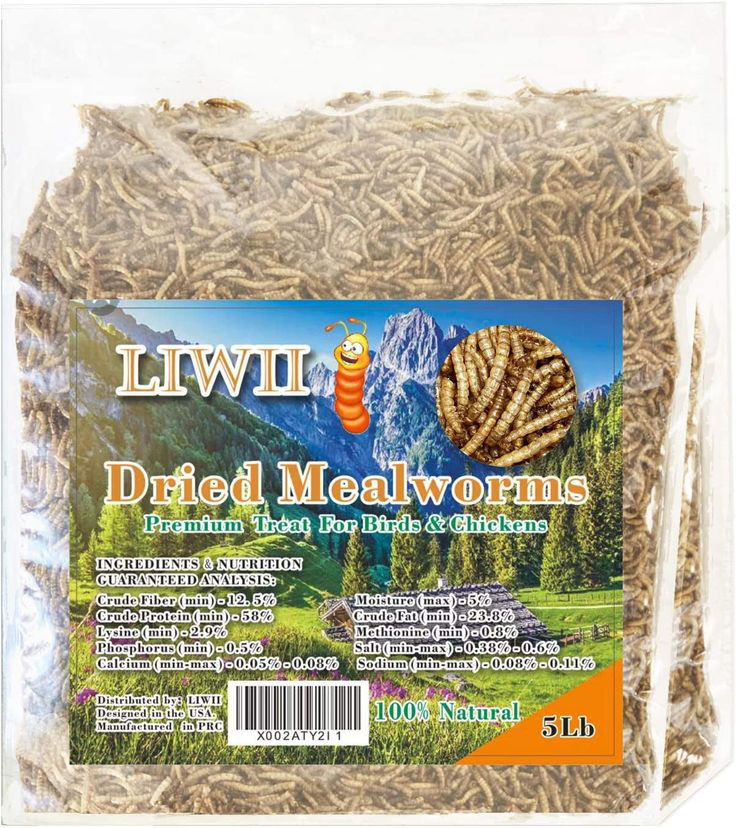 LIWII
Dried Mealworms
Premium Treat For Birds & Chickens
INGREDIENTS & NUTRITION
GUARANTEED ANALYSIS:
Crude Fiber (min) - 12. 5%
Crude Protein (min) - 58%
Lysine (min) - 2.9%
Phosphorus (min) - 0.5%
Calcium (min-max) - 0.05% - 0.08%
Moisture (max) -5%
Crude Fat (min) - 23.8%
Methionine (min) - 0.8%
Salt (min-max) - 0.38% - 0.6%
Sodium (min-max) - 0.08% - 0.11%
Distributed by: LIWII
Designed in the USA.
Manufactured in PRC
X002ATY2I 1
100% Natural
5Lb